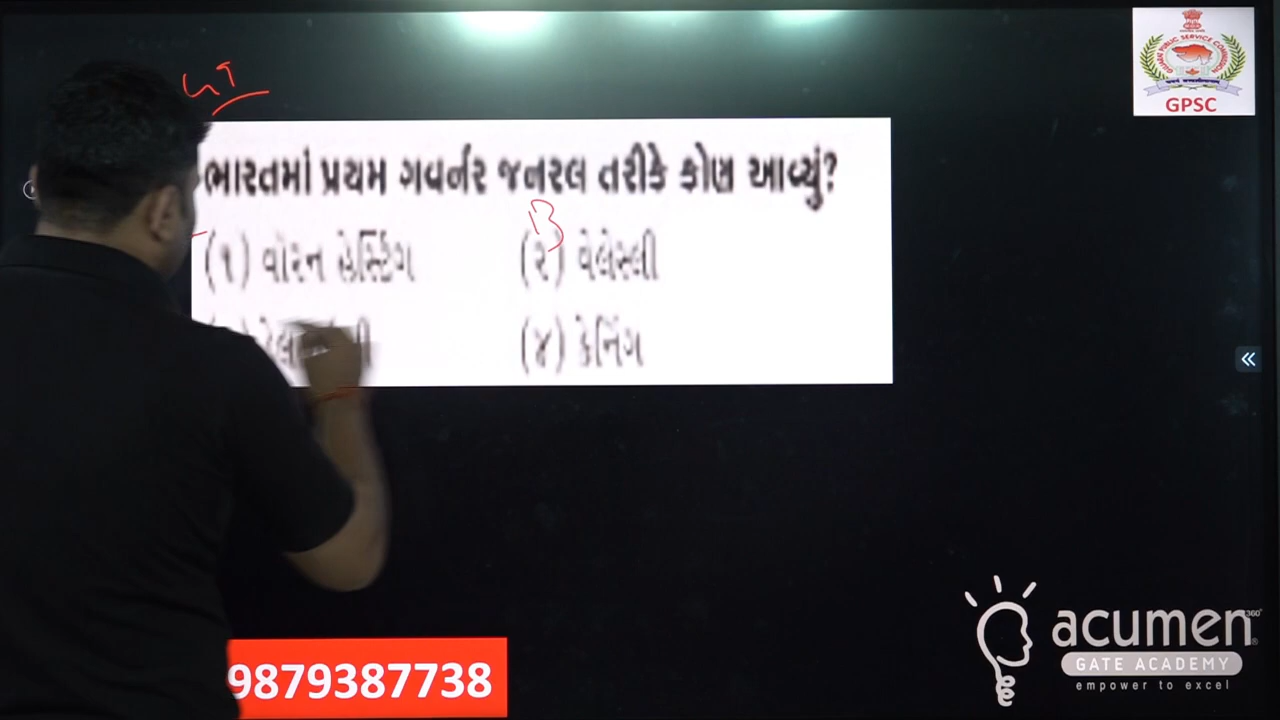 GPSC
ભારતમાં પ્રથમ ગવર્નર જનરલ તરીકે કોણ આવ્યું?
B
(૧) વોરન હેસ્ટિંગ (૨) વેલેસ્લી
(૪) કેનિંગ
acumen
360°
GATE ACADEMY
empower to excel
9879387738